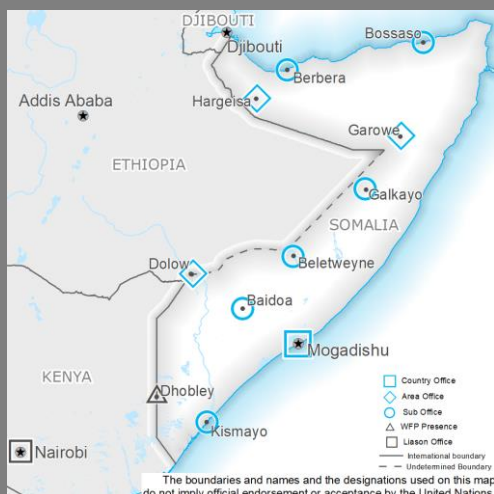 DJIBOUTI
Djibouti
Bossaso
Berbera
Addis Ababa
Hargeisa
Garowe
ETHIOPIA
Galkayo
SOMALIA
Dolow
Beletweyne
Baidoa
Mogadishu
KENYA
Dhobley
Kismayo
Nairobi
Country Office
Area Office
Sub Office
WFP Presence
Liason Office
International boundary
Undetermined Boundary
The boundaries and names and the designations used on this map
do not imply official endorsement or acceptance by the United Nations